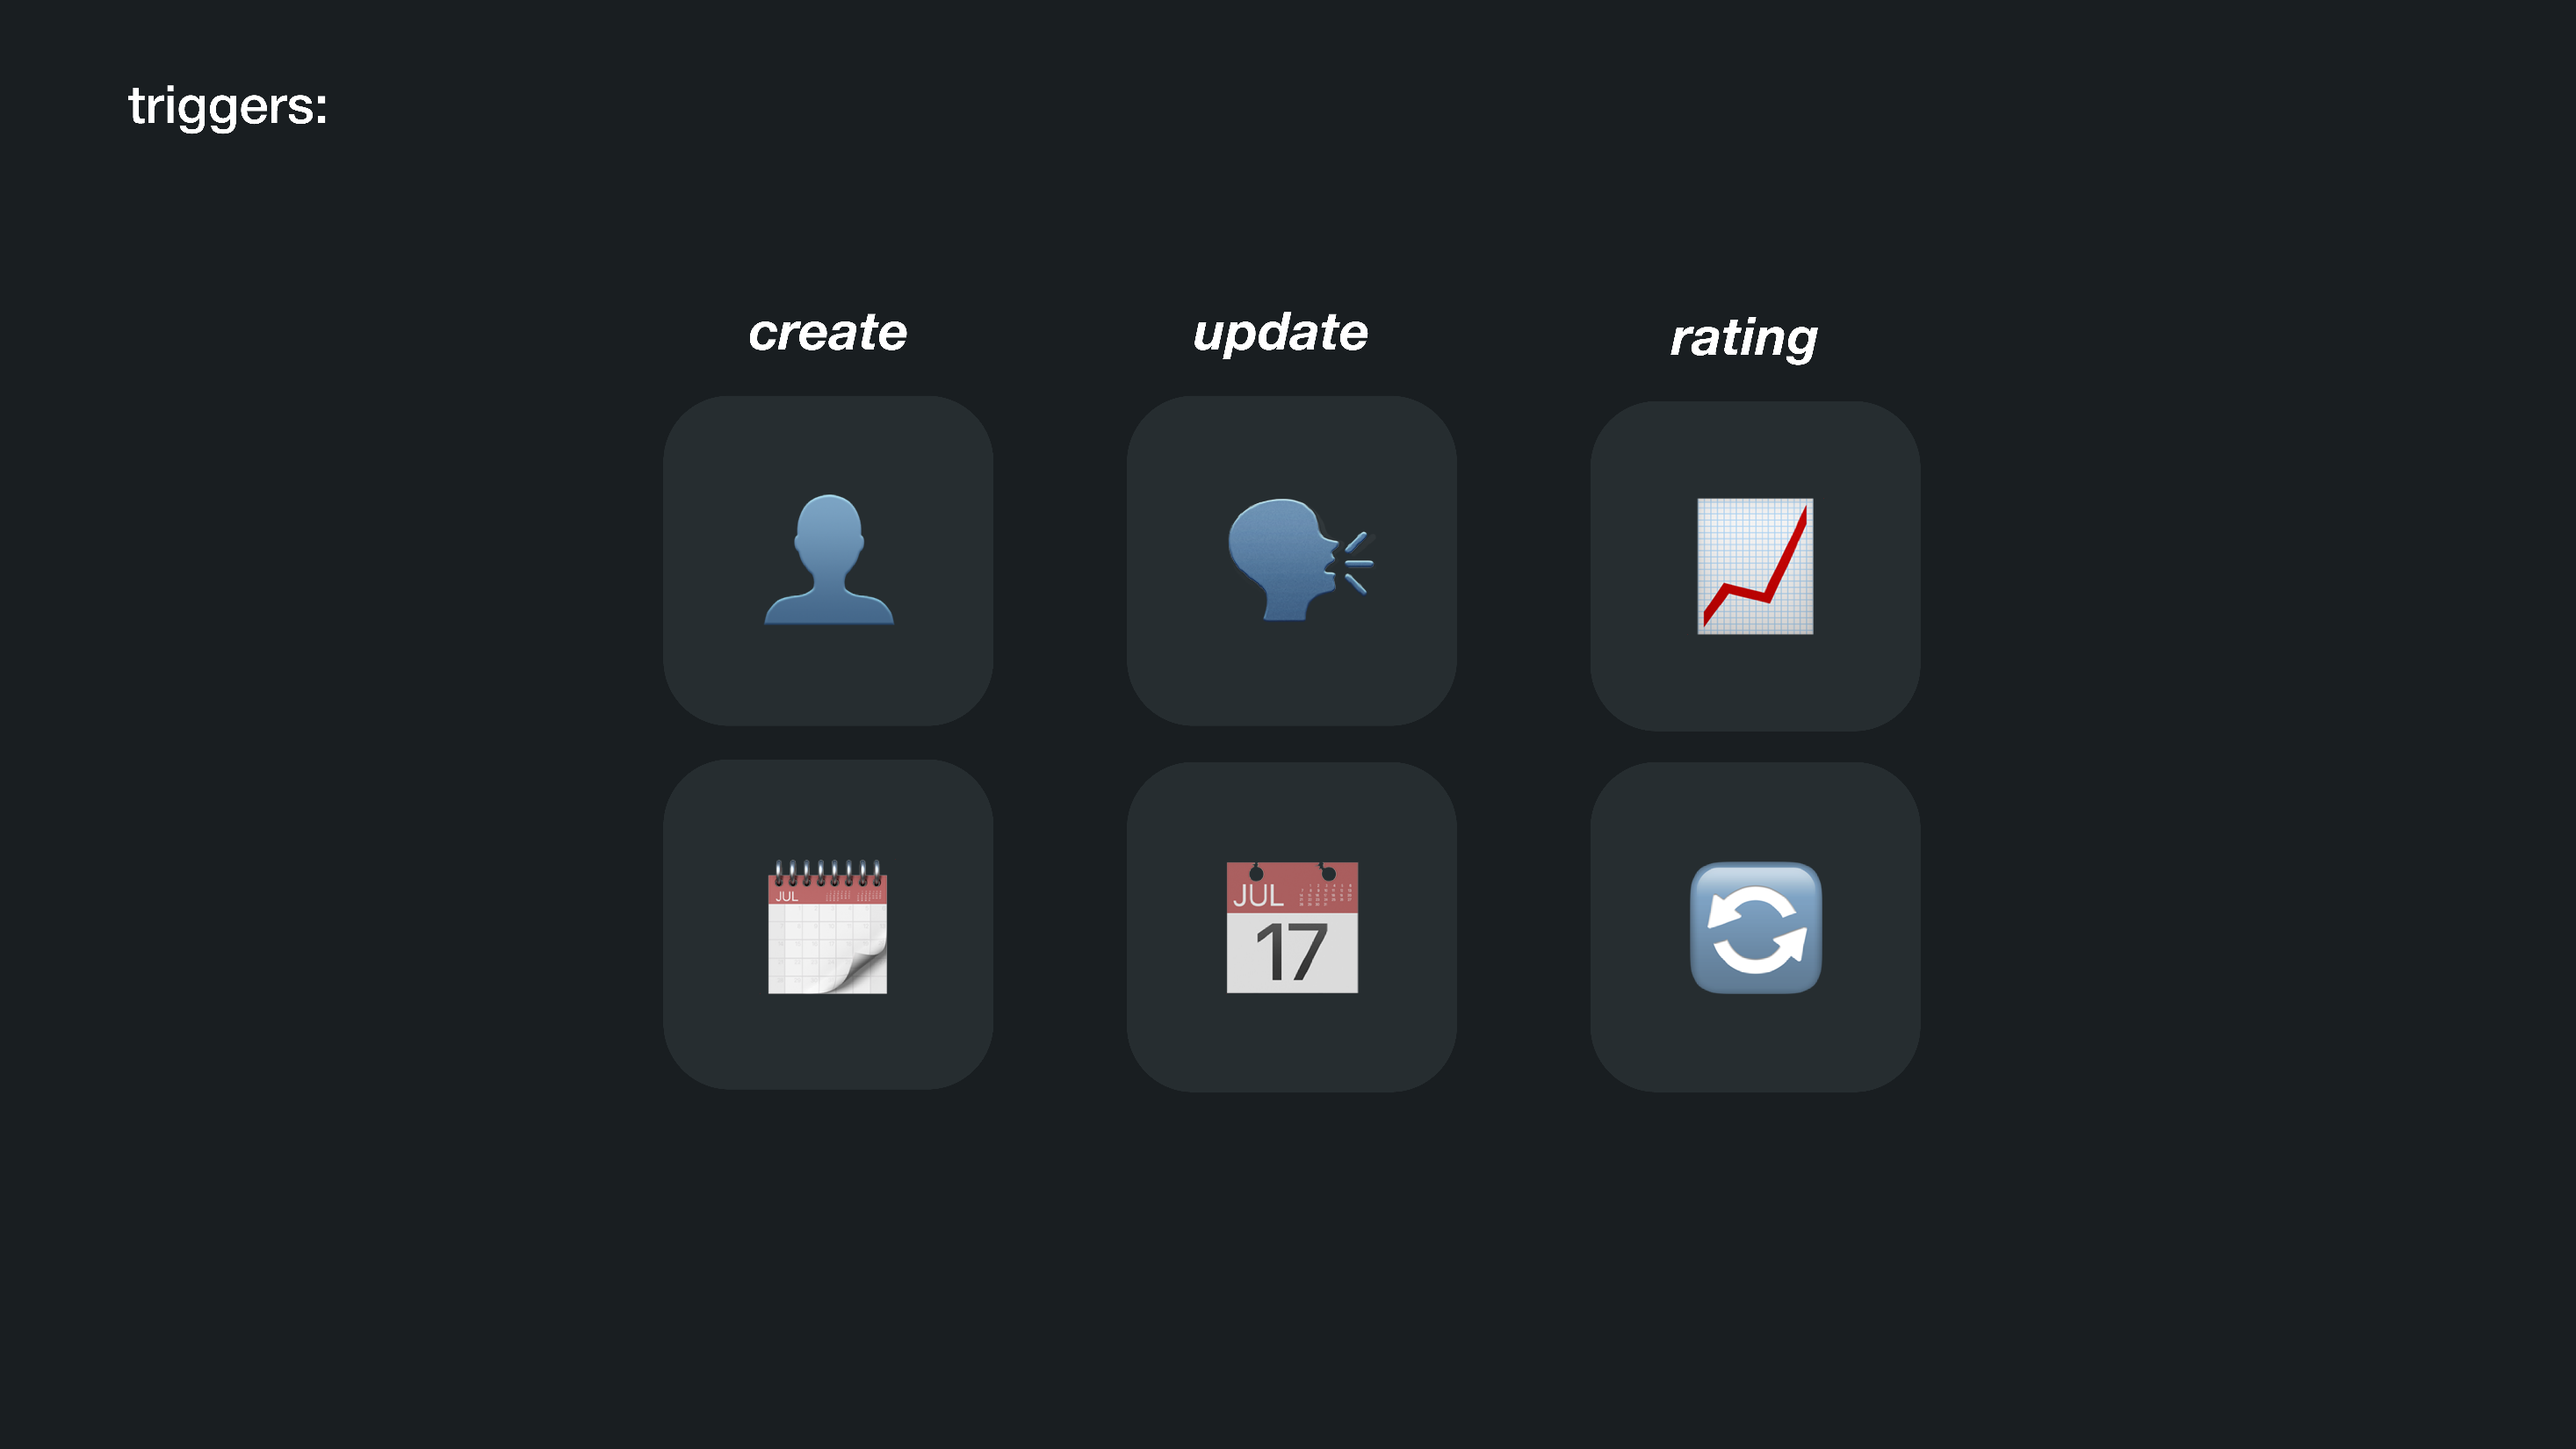 triggers:
create
update
rating
JUL
JUL
17